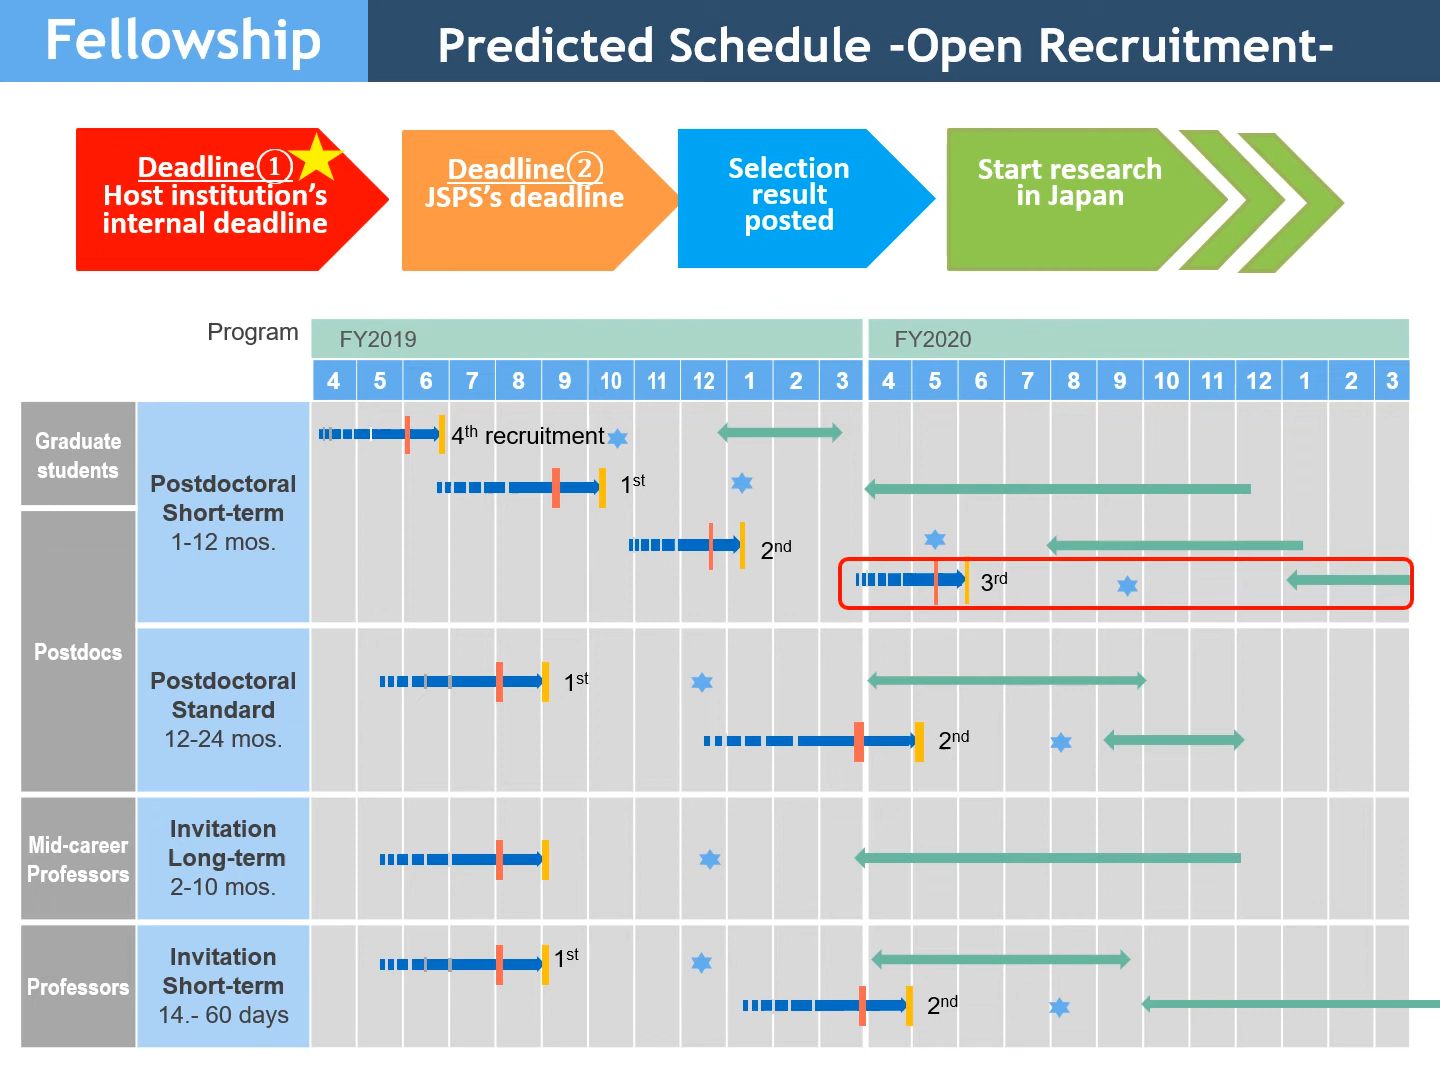 Fellowship
Predicted Schedule -Open Recruitment-
Deadline①
Host institution's
internal deadline
Deadline②
JSPS's deadline
Selection
result
posted
Start research
in Japan
Program
FY2019
FY2020
4 5 6 7 8 9 10 11 12 1 2 3 4 5 6 7 8 9 10 11 12 1 2 3
Graduate
students
Postdoctoral
Short-term
1-12 mos.
4th recruitment
1st
2nd
3rd
Postdocs
Postdoctoral
Standard
12-24 mos.
1st
2nd
Mid-career
Professors
Invitation
Long-term
2-10 mos.
Professors
Invitation
Short-term
14.- 60 days
1st
2nd